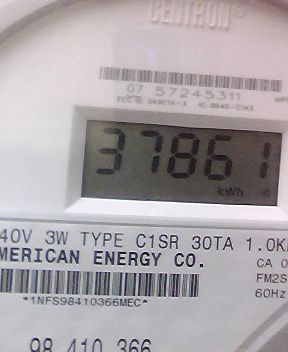 CENTRON®
07 57245311
37861
kWh
40V 3W TYPE C1SR 30TA 1.0K
MERICAN ENERGY CO. CA 0
FM2S
60Hz
*1NFS98410366MEC*
98 410 366